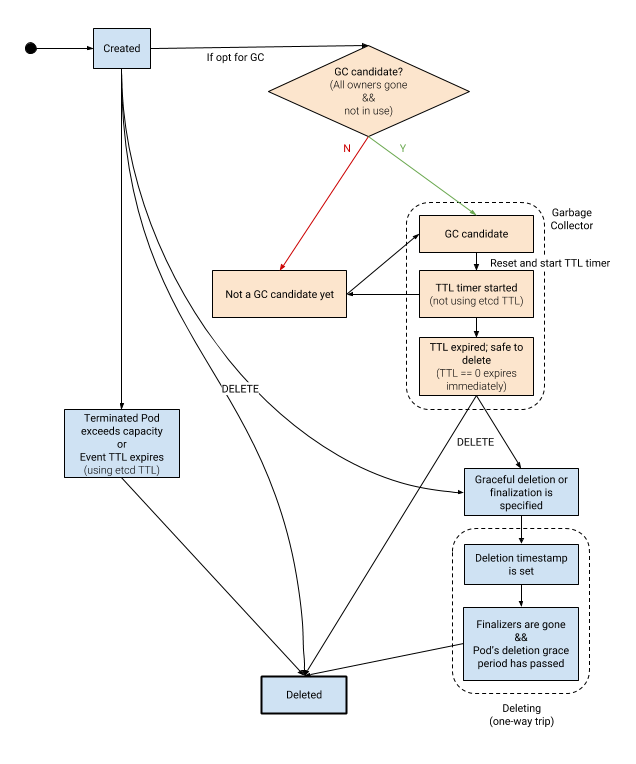 Created
If opt for GC
GC candidate?
(All owners gone
&&
not in use)
N
Y
Garbage
Collector
GC candidate
Reset and start TTL timer
Not a GC candidate yet
TTL timer started
(not using etcd TTL)
TTL expired; safe to
delete
(TTL == 0 expires
immediately)
DELETE
Terminated Pod
exceeds capacity
or
Event TTL expires
(using etcd TTL)
DELETE
Graceful deletion or
finalization is
specified
Deletion timestamp
is set
Finalizers are gone
&&
Pod's deletion grace
period has passed
Deleted
Deleting
(one-way trip)